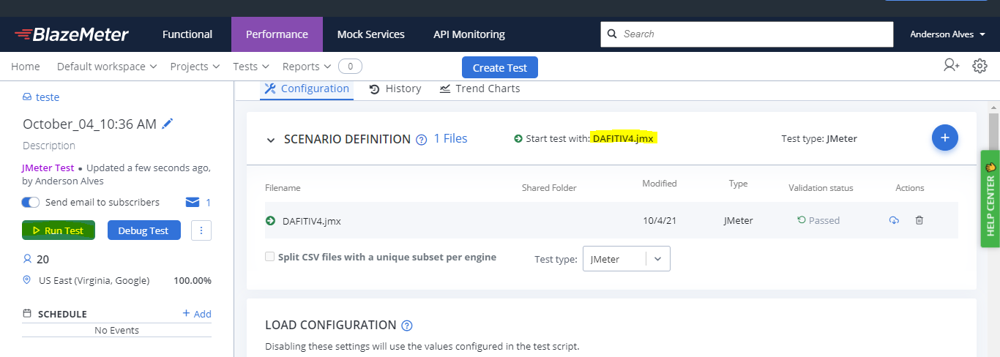 BlazeMeter Functional Performance Mock Services API Monitoring Search Anderson Alves
Home Default workspace Projects Tests Reports 0 Create Test
teste
October_04_10:36 AM
Description
JMeter Test • Updated a few seconds ago,
by Anderson Alves
Send email to subscribers 1
Run Test Debug Test
20
US East (Virginia, Google) 100.00%
SCHEDULE + Add
No Events
Configuration History Trend Charts
SCENARIO DEFINITION ? 1 Files Start test with: DAFITIV4.jmx Test type: JMeter +
Filename Shared Folder Modified Type Validation status Actions
DAFITIV4.jmx 10/4/21 JMeter Passed
Split CSV files with a unique subset per engine Test type: JMeter
LOAD CONFIGURATION ?
Disabling these settings will use the values configured in the test script.
HELP CENTER